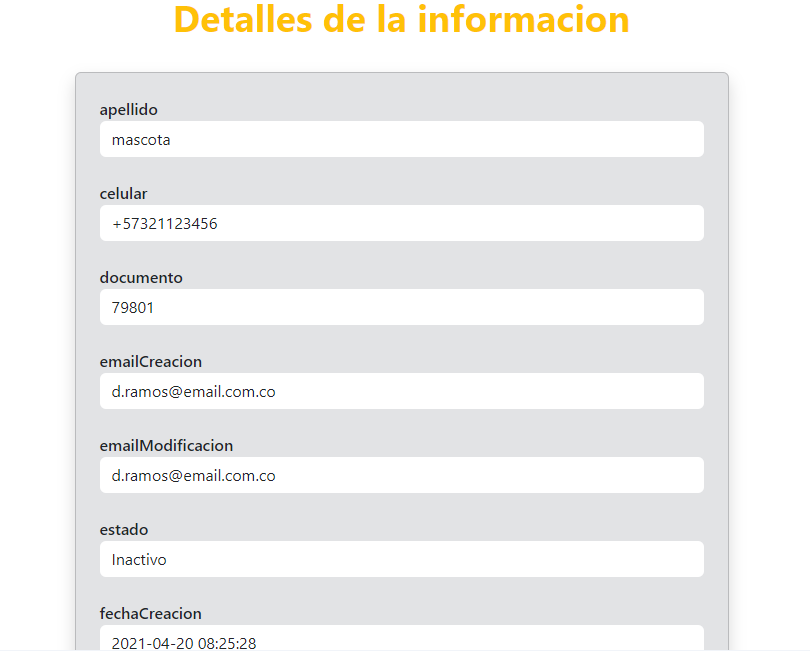 Detalles de la informacion
apellido
mascota
celular
+57321123456
documento
79801
emailCreacion
d.ramos@email.com.co
emailModificacion
d.ramos@email.com.co
estado
Inactivo
fechaCreacion
2021-04-20 08:25:28